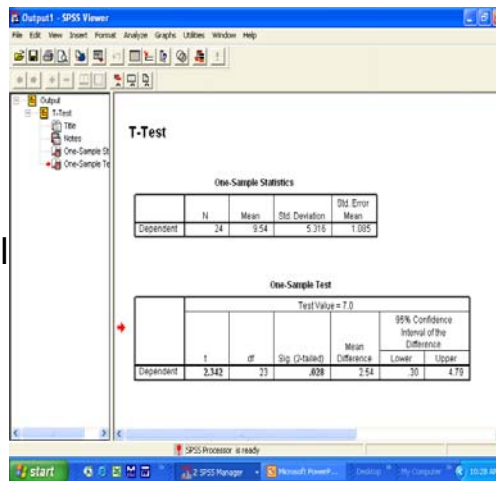 Output1 - SPSS Viewer
File Edit View Insert Format Analyze Graphs Utilities Window Help
Output
T-Test
Title
Notes
One-Sample St
One-Sample Te
T-Test
One-Sample Statistics
N Mean Std. Deviation Std. Error Mean
Dependent 24 9.54 5.316 1.085
One-Sample Test
Test Value = 7.0
t df Sig. (2-tailed) Mean Difference 95% Confidence Interval of the Difference
Lower Upper
Dependent 2.342 23 .028 2.54 .30 4.79
SPSS Processor is ready
start 2 SPSS Manager Microsoft PowerP... Desktop My Computer 10:28 AM